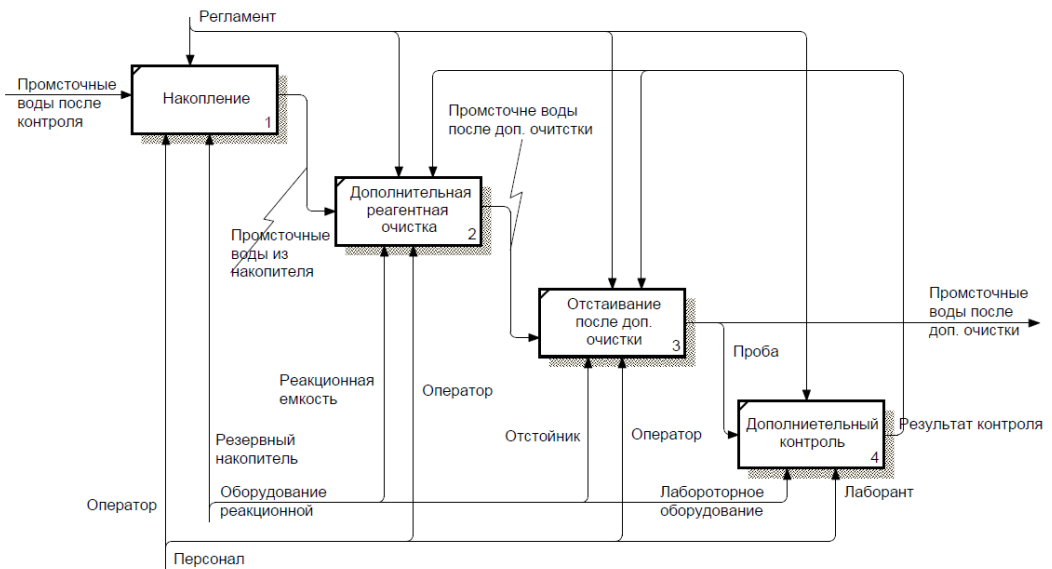 Регламент
Промсточные
воды после
контроля
Накопление
1
Промсточне воды
после доп. очитстки
Дополнительная
реагентная
очистка
2
Промсточные
воды из
накопителя
Отстаивание
после доп.
очистки
3
Промсточные
воды после
доп. очистки
Проба
Реакционная
емкость
Оператор
Дополниетельный
контроль
4
Результат контроля
Резервный
накопитель
Отстойник
Оператор
Оператор
Оборудование
реакционной
Лабороторное
оборудование
Лаборант
Персонал